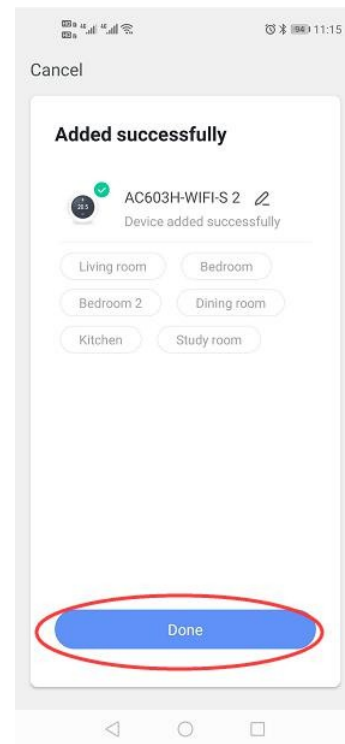 94 11:15
Cancel
Added successfully
AC603H-WIFI-S 2
Device added successfully
Living room Bedroom
Bedroom 2 Dining room
Kitchen Study room
Done